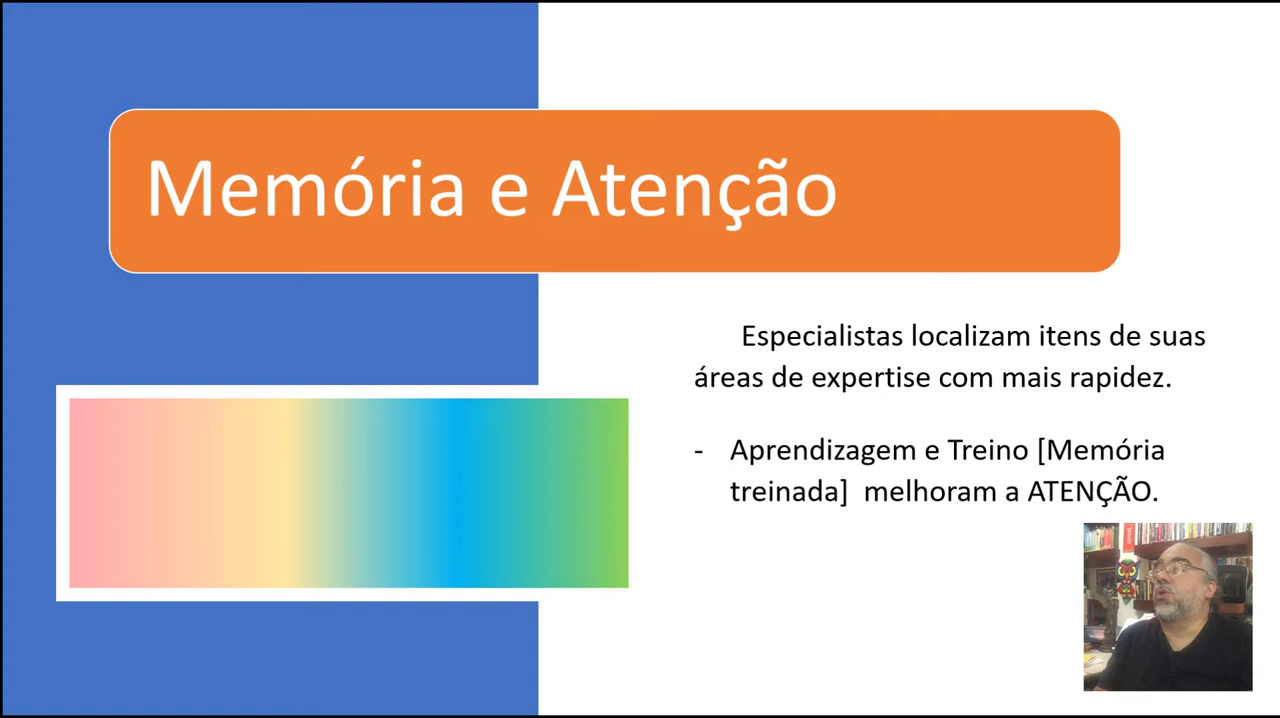 Memória e Atenção
Especialistas localizam itens de suas
áreas de expertise com mais rapidez.
- Aprendizagem e Treino [Memória
treinada] melhoram a ATENÇÃO.